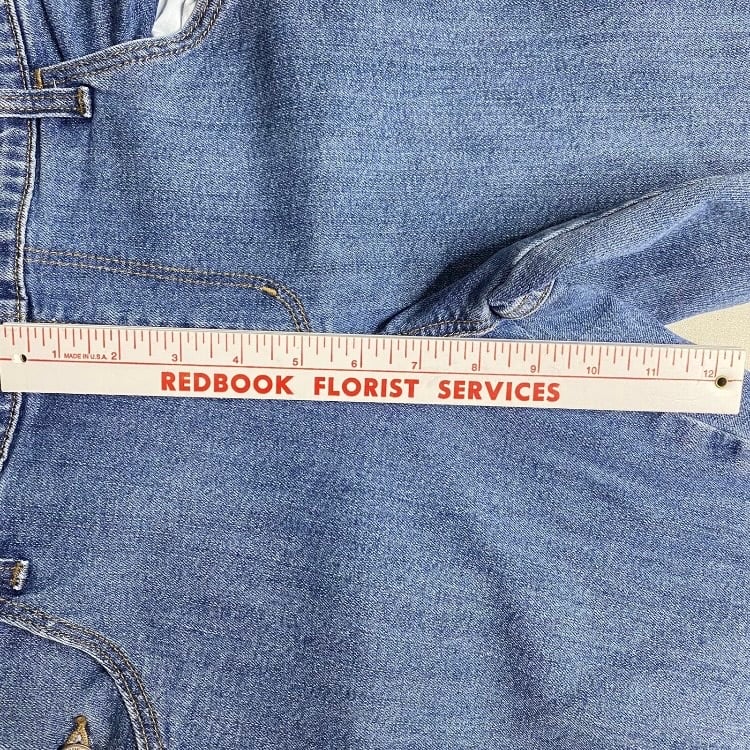 1 MADE IN U.S.A. 2 3 4 5 6 7 8 9 10 11 12
REDBOOK FLORIST SERVICES